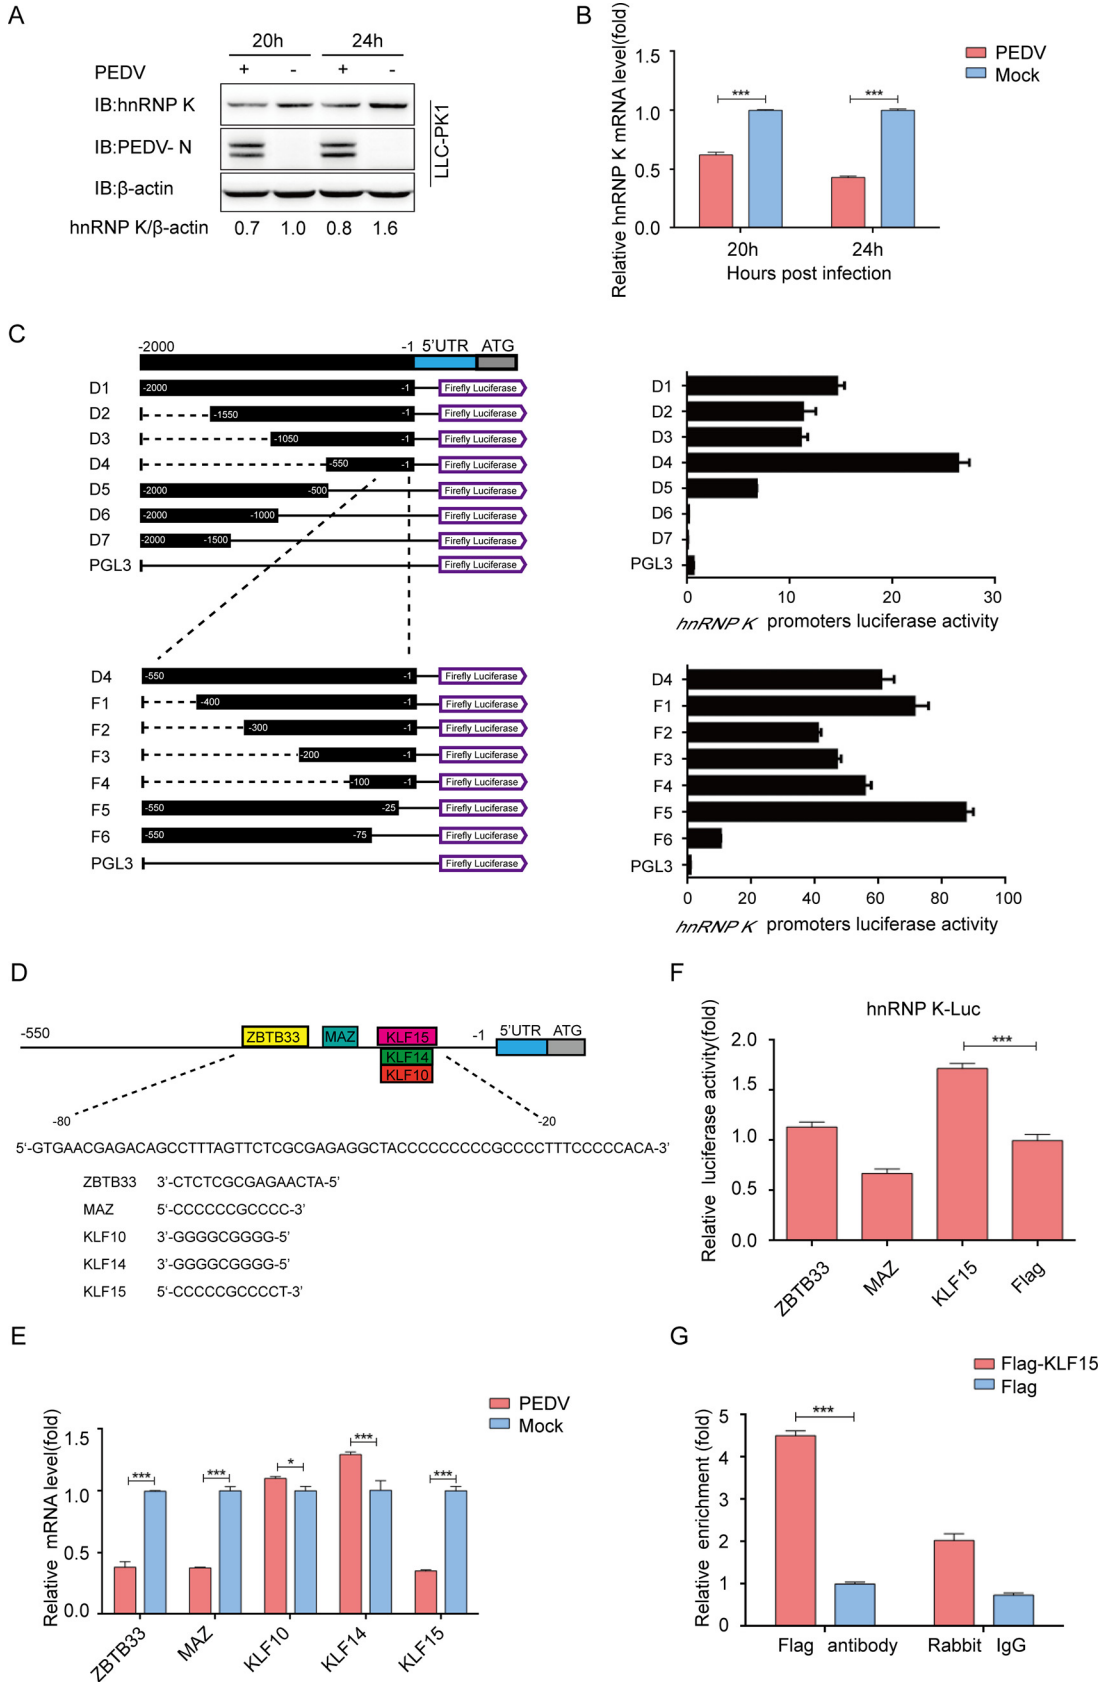 A
20h 24h
PEDV + - + -
IB:hnRNP K
IB:PEDV- N
IB:β-actin
hnRNP K/β-actin 0.7 1.0 0.8 1.6
LLC-PK1
B
Relative hnRNP K mRNA level(fold)
1.5
1.0
0.5
0.0
*** ***
20h 24h
Hours post infection
PEDV
Mock
C
-2000 -1 5'UTR ATG
D1 -2000 -1 Firefly Luciferase
D2 -1550 -1 Firefly Luciferase
D3 -1050 -1 Firefly Luciferase
D4 -550 -1 Firefly Luciferase
D5 -2000 -500 Firefly Luciferase
D6 -2000 -1000 Firefly Luciferase
D7 -2000 -1500 Firefly Luciferase
PGL3 Firefly Luciferase
D1
D2
D3
D4
D5
D6
D7
PGL3
0 10 20 30
hnRNP K promoters luciferase activity
D4 -550 -1 Firefly Luciferase
F1 -400 -1 Firefly Luciferase
F2 -300 -1 Firefly Luciferase
F3 -200 -1 Firefly Luciferase
F4 -100 -1 Firefly Luciferase
F5 -550 -25 Firefly Luciferase
F6 -550 -75 Firefly Luciferase
PGL3 Firefly Luciferase
D4
F1
F2
F3
F4
F5
F6
PGL3
0 20 40 60 80 100
hnRNP K promoters luciferase activity
D
-550 ZBTB33 MAZ KLF15 -1 5'UTR ATG
KLF14
KLF10
-80 -20
5'-GTGAACGAGACAGCCTTTAGTTCTCGCGAGAGGCTACCCCCCCCCCGCCCCTTTCCCCCACA-3'
ZBTB33 3'-CTCTCGCGAGAACTA-5'
MAZ 5'-CCCCCCGCCCC-3'
KLF10 3'-GGGGCGGGG-5'
KLF14 3'-GGGGCGGGG-5'
KLF15 5'-CCCCCGCCCCT-3'
F
hnRNP K-Luc
Relative luciferase activity(fold)
2.0
1.5
1.0
0.5
0.0
***
ZBTB33 MAZ KLF15 Flag
E
PEDV
Mock
Relative mRNA level(fold)
1.5
1.0
0.5
0.0
*** *** * *** ***
ZBTB33 MAZ KLF10 KLF14 KLF15
G
Flag-KLF15
Flag
Relative enrichment (fold)
5
4
3
2
1
0
***
Flag antibody Rabbit IgG